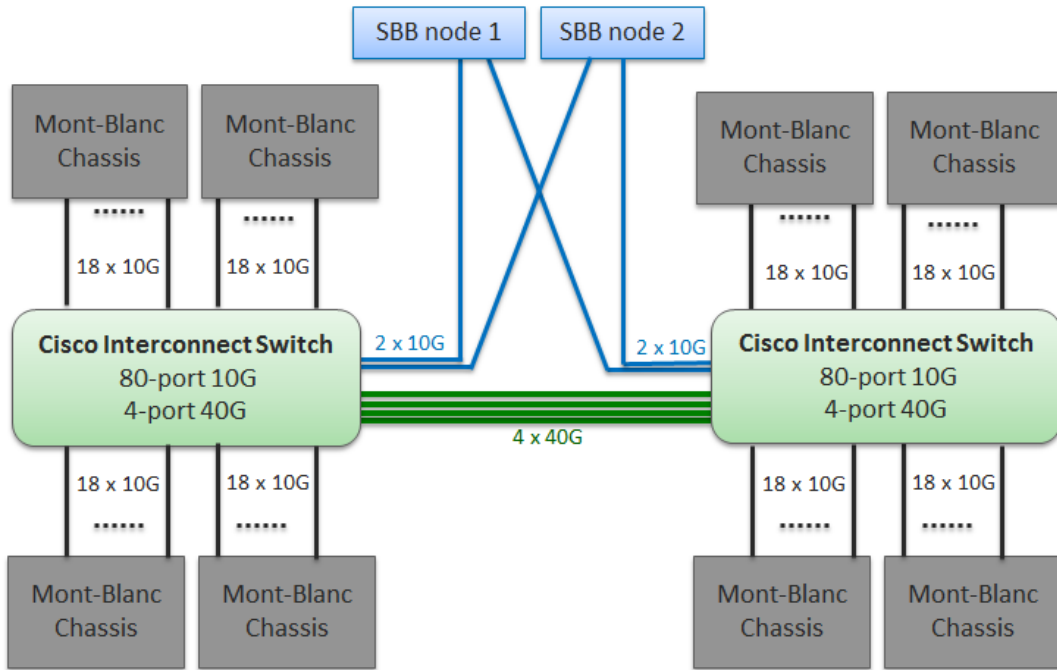 SBB node 1
SBB node 2
Mont-Blanc
Chassis
Mont-Blanc
Chassis
Mont-Blanc
Chassis
Mont-Blanc
Chassis
......
......
......
......
18 x 10G
18 x 10G
18 x 10G
18 x 10G
Cisco Interconnect Switch
80-port 10G
4-port 40G
2 x 10G
2 x 10G
4 x 40G
Cisco Interconnect Switch
80-port 10G
4-port 40G
18 x 10G
18 x 10G
18 x 10G
18 x 10G
......
......
......
......
Mont-Blanc
Chassis
Mont-Blanc
Chassis
Mont-Blanc
Chassis
Mont-Blanc
Chassis